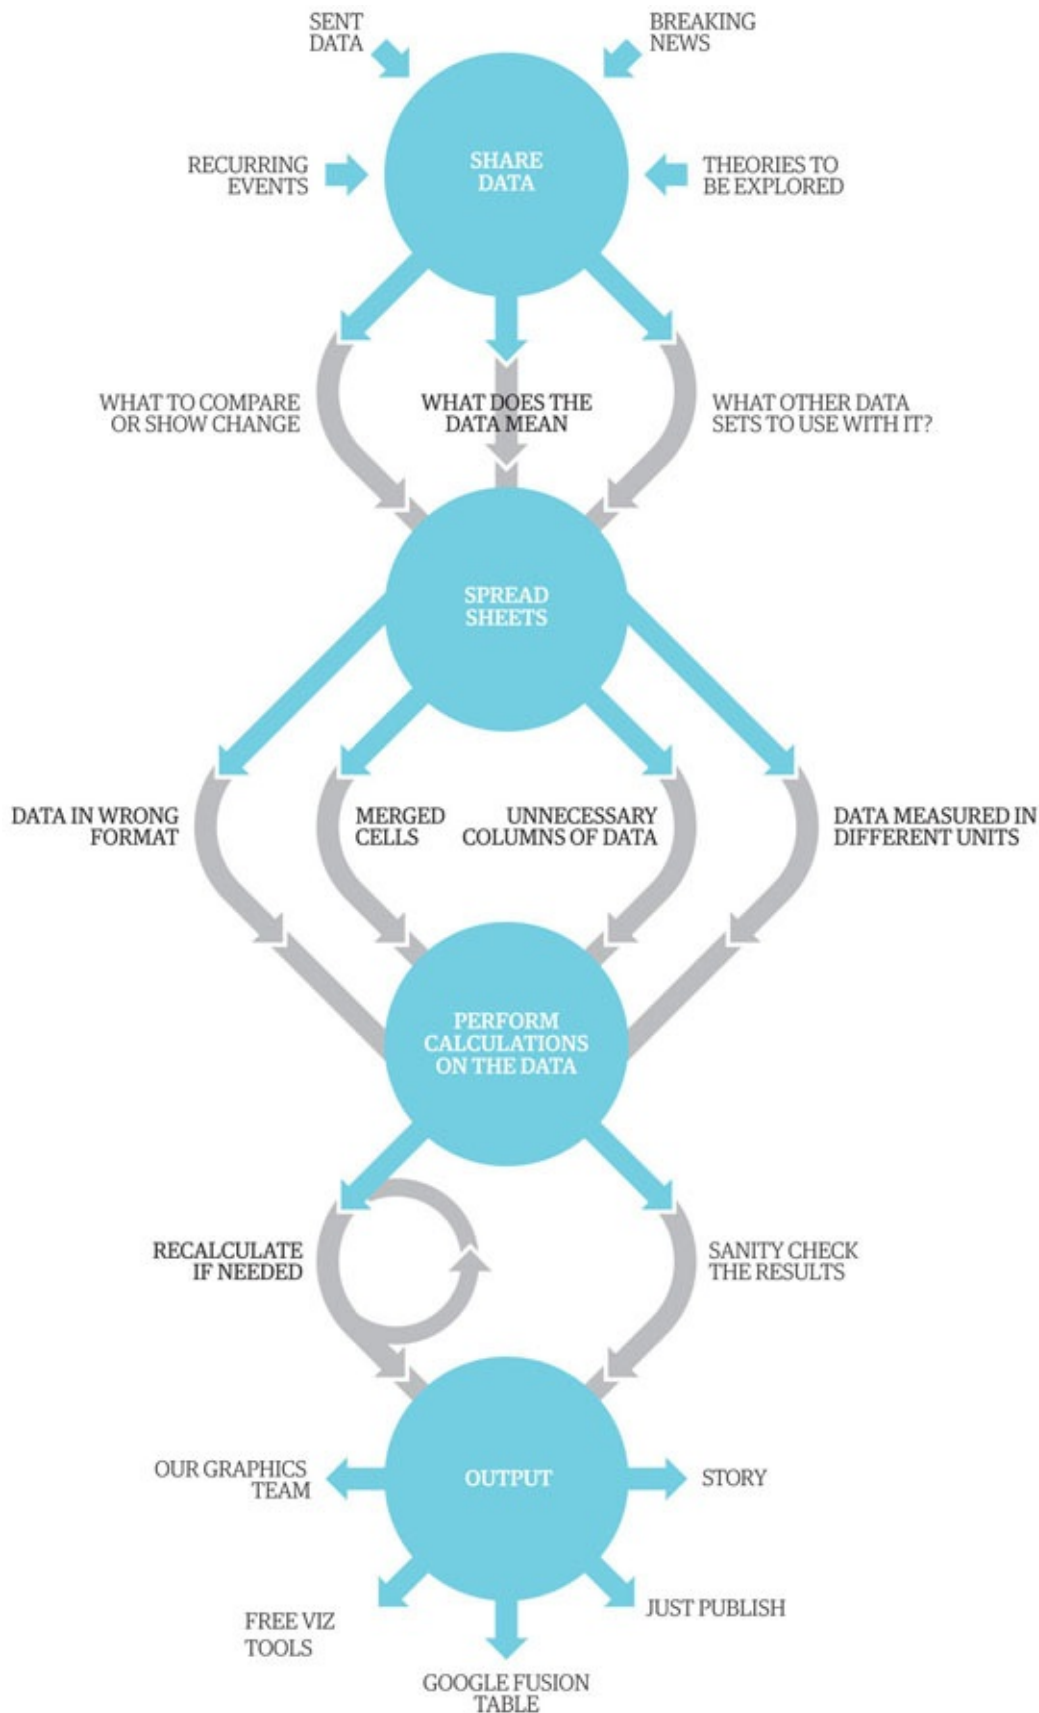 SENT
DATA
BREAKING
NEWS
RECURRING
EVENTS
SHARE
DATA
THEORIES TO
BE EXPLORED
WHAT TO COMPARE
OR SHOW CHANGE
WHAT DOES THE
DATA MEAN
WHAT OTHER DATA
SETS TO USE WITH IT?
SPREAD
SHEETS
DATA IN WRONG
FORMAT
MERGED
CELLS
UNNECESSARY
COLUMNS OF DATA
DATA MEASURED IN
DIFFERENT UNITS
PERFORM
CALCULATIONS
ON THE DATA
RECALCULATE
IF NEEDED
SANITY CHECK
THE RESULTS
OUR GRAPHICS
TEAM
OUTPUT
STORY
FREE VIZ
TOOLS
JUST PUBLISH
GOOGLE FUSION
TABLE